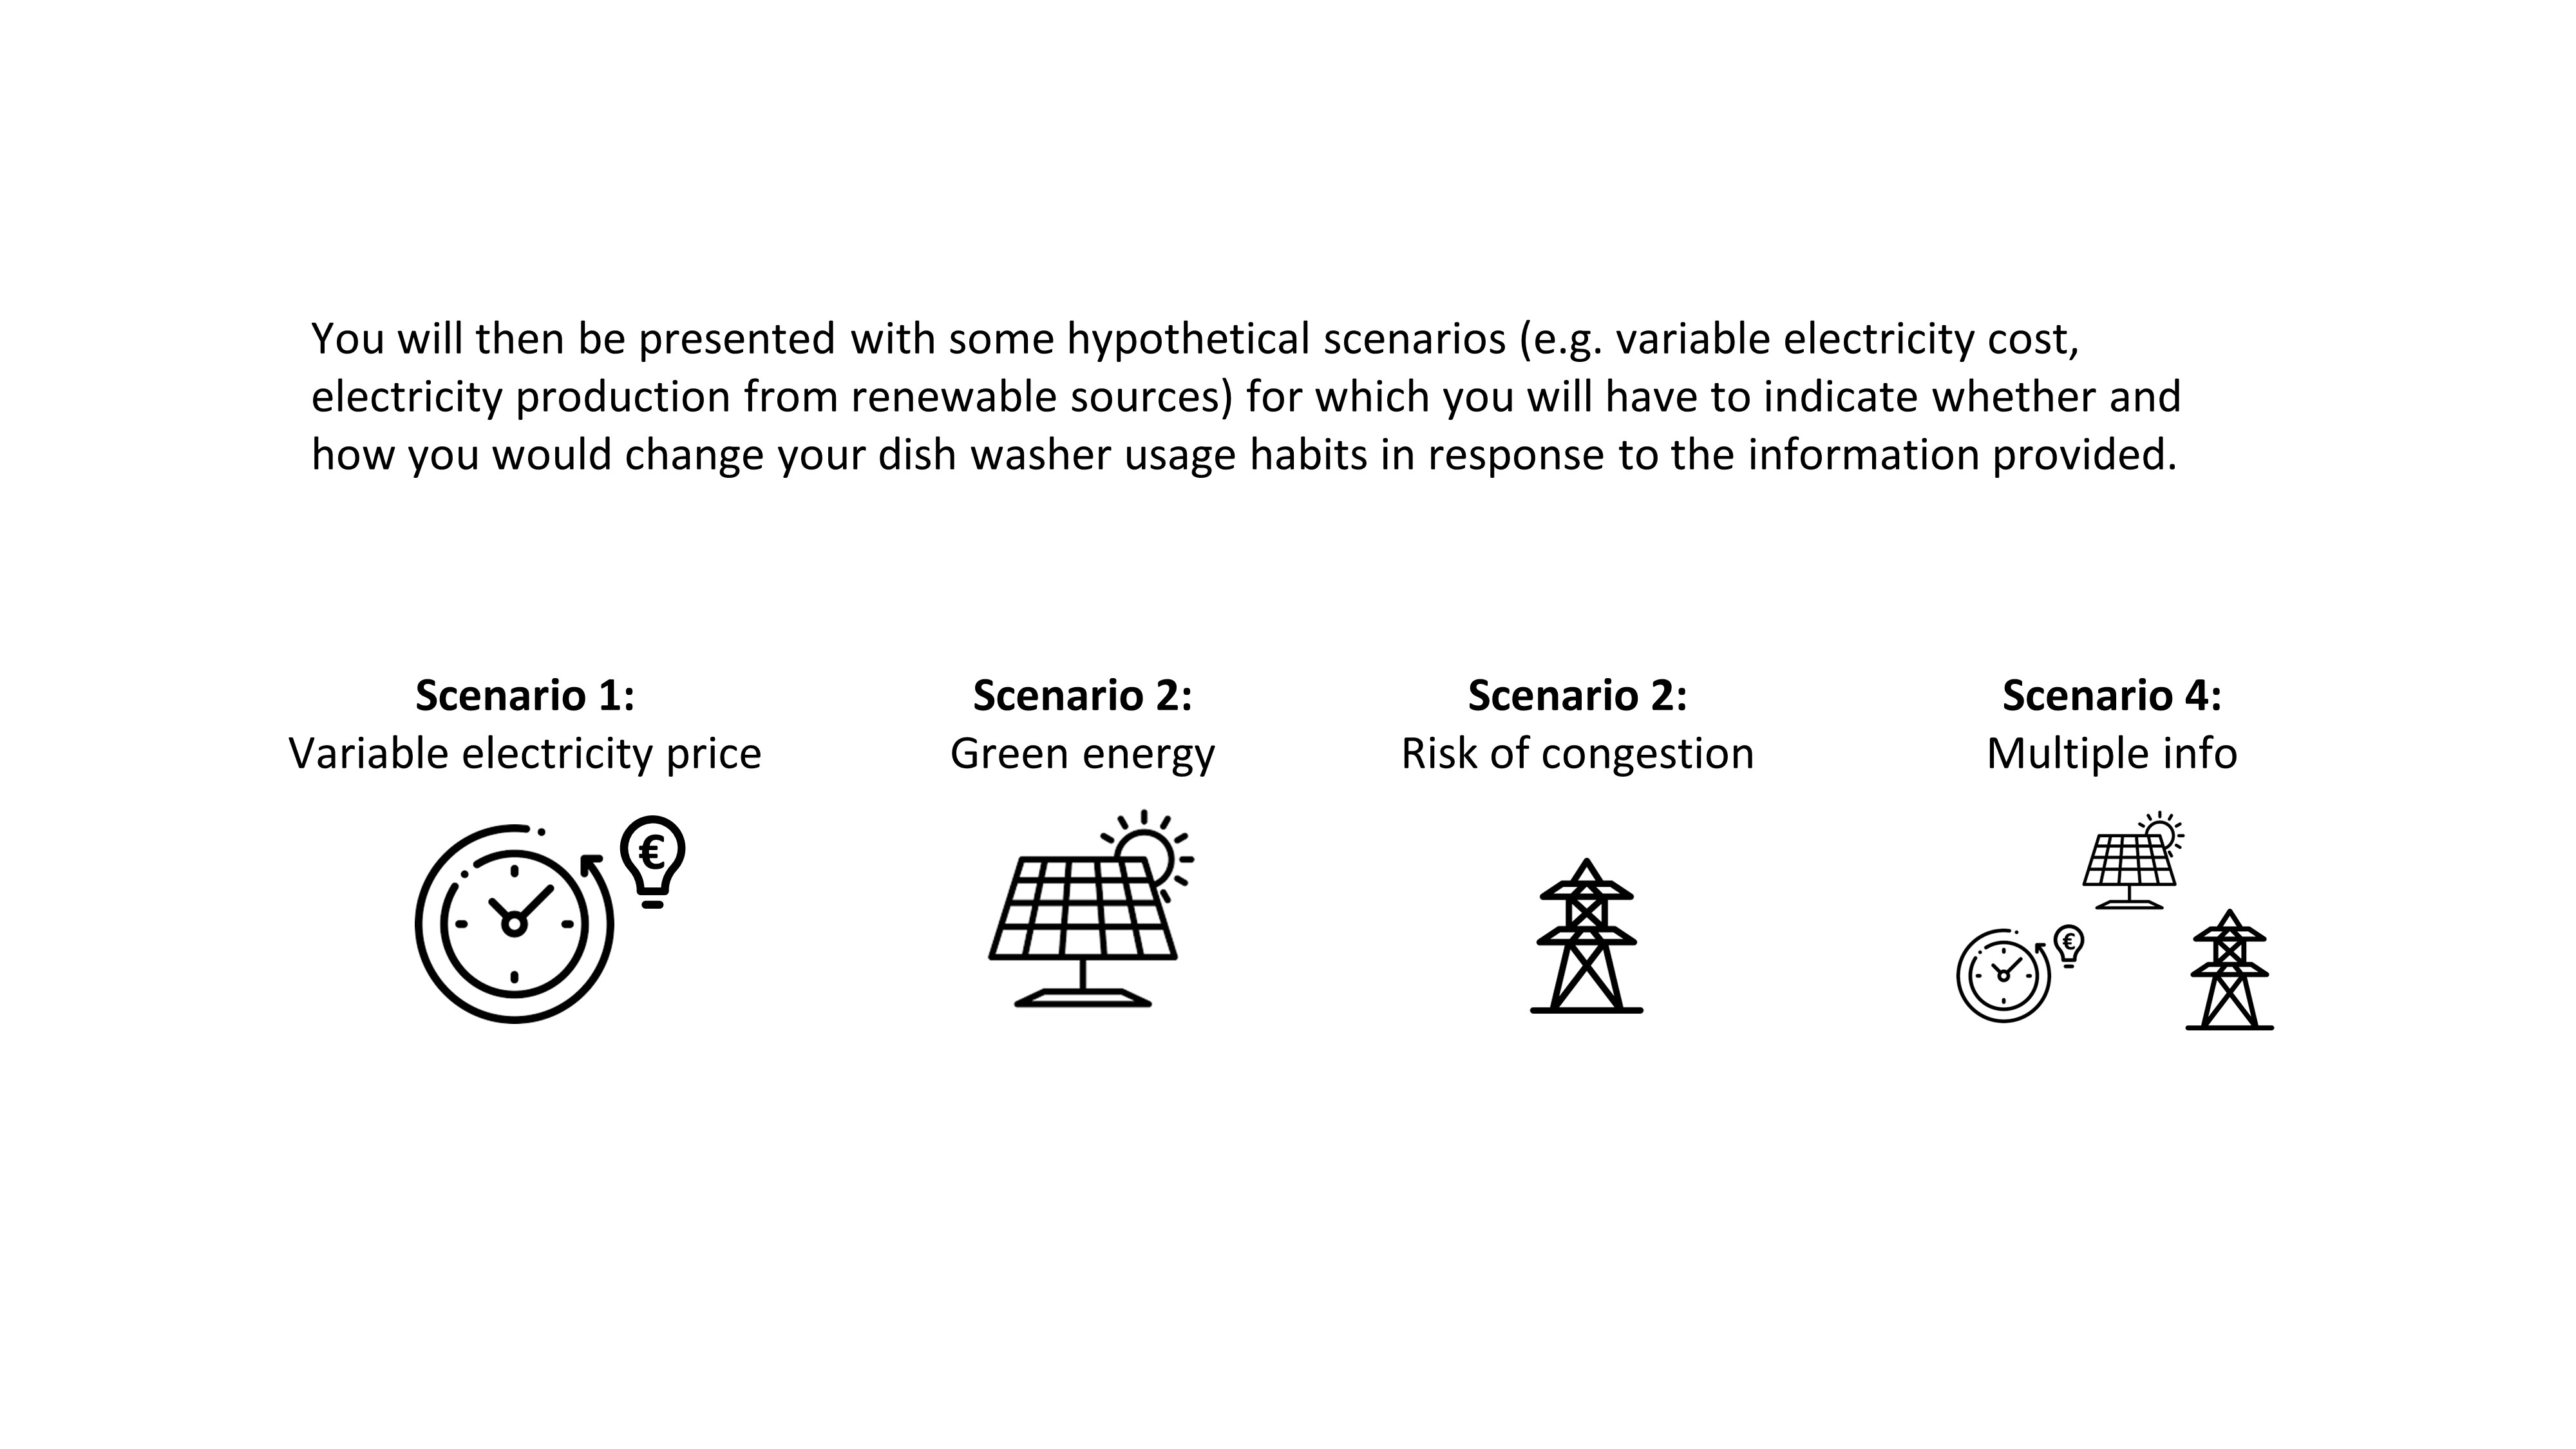 You will then be presented with some hypothetical scenarios (e.g. variable electricity cost,
electricity production from renewable sources) for which you will have to indicate whether and
how you would change your dish washer usage habits in response to the information provided.
Scenario 1:
Variable electricity price
€
Scenario 2:
Green energy
Scenario 2:
Risk of congestion
Scenario 4:
Multiple info
€